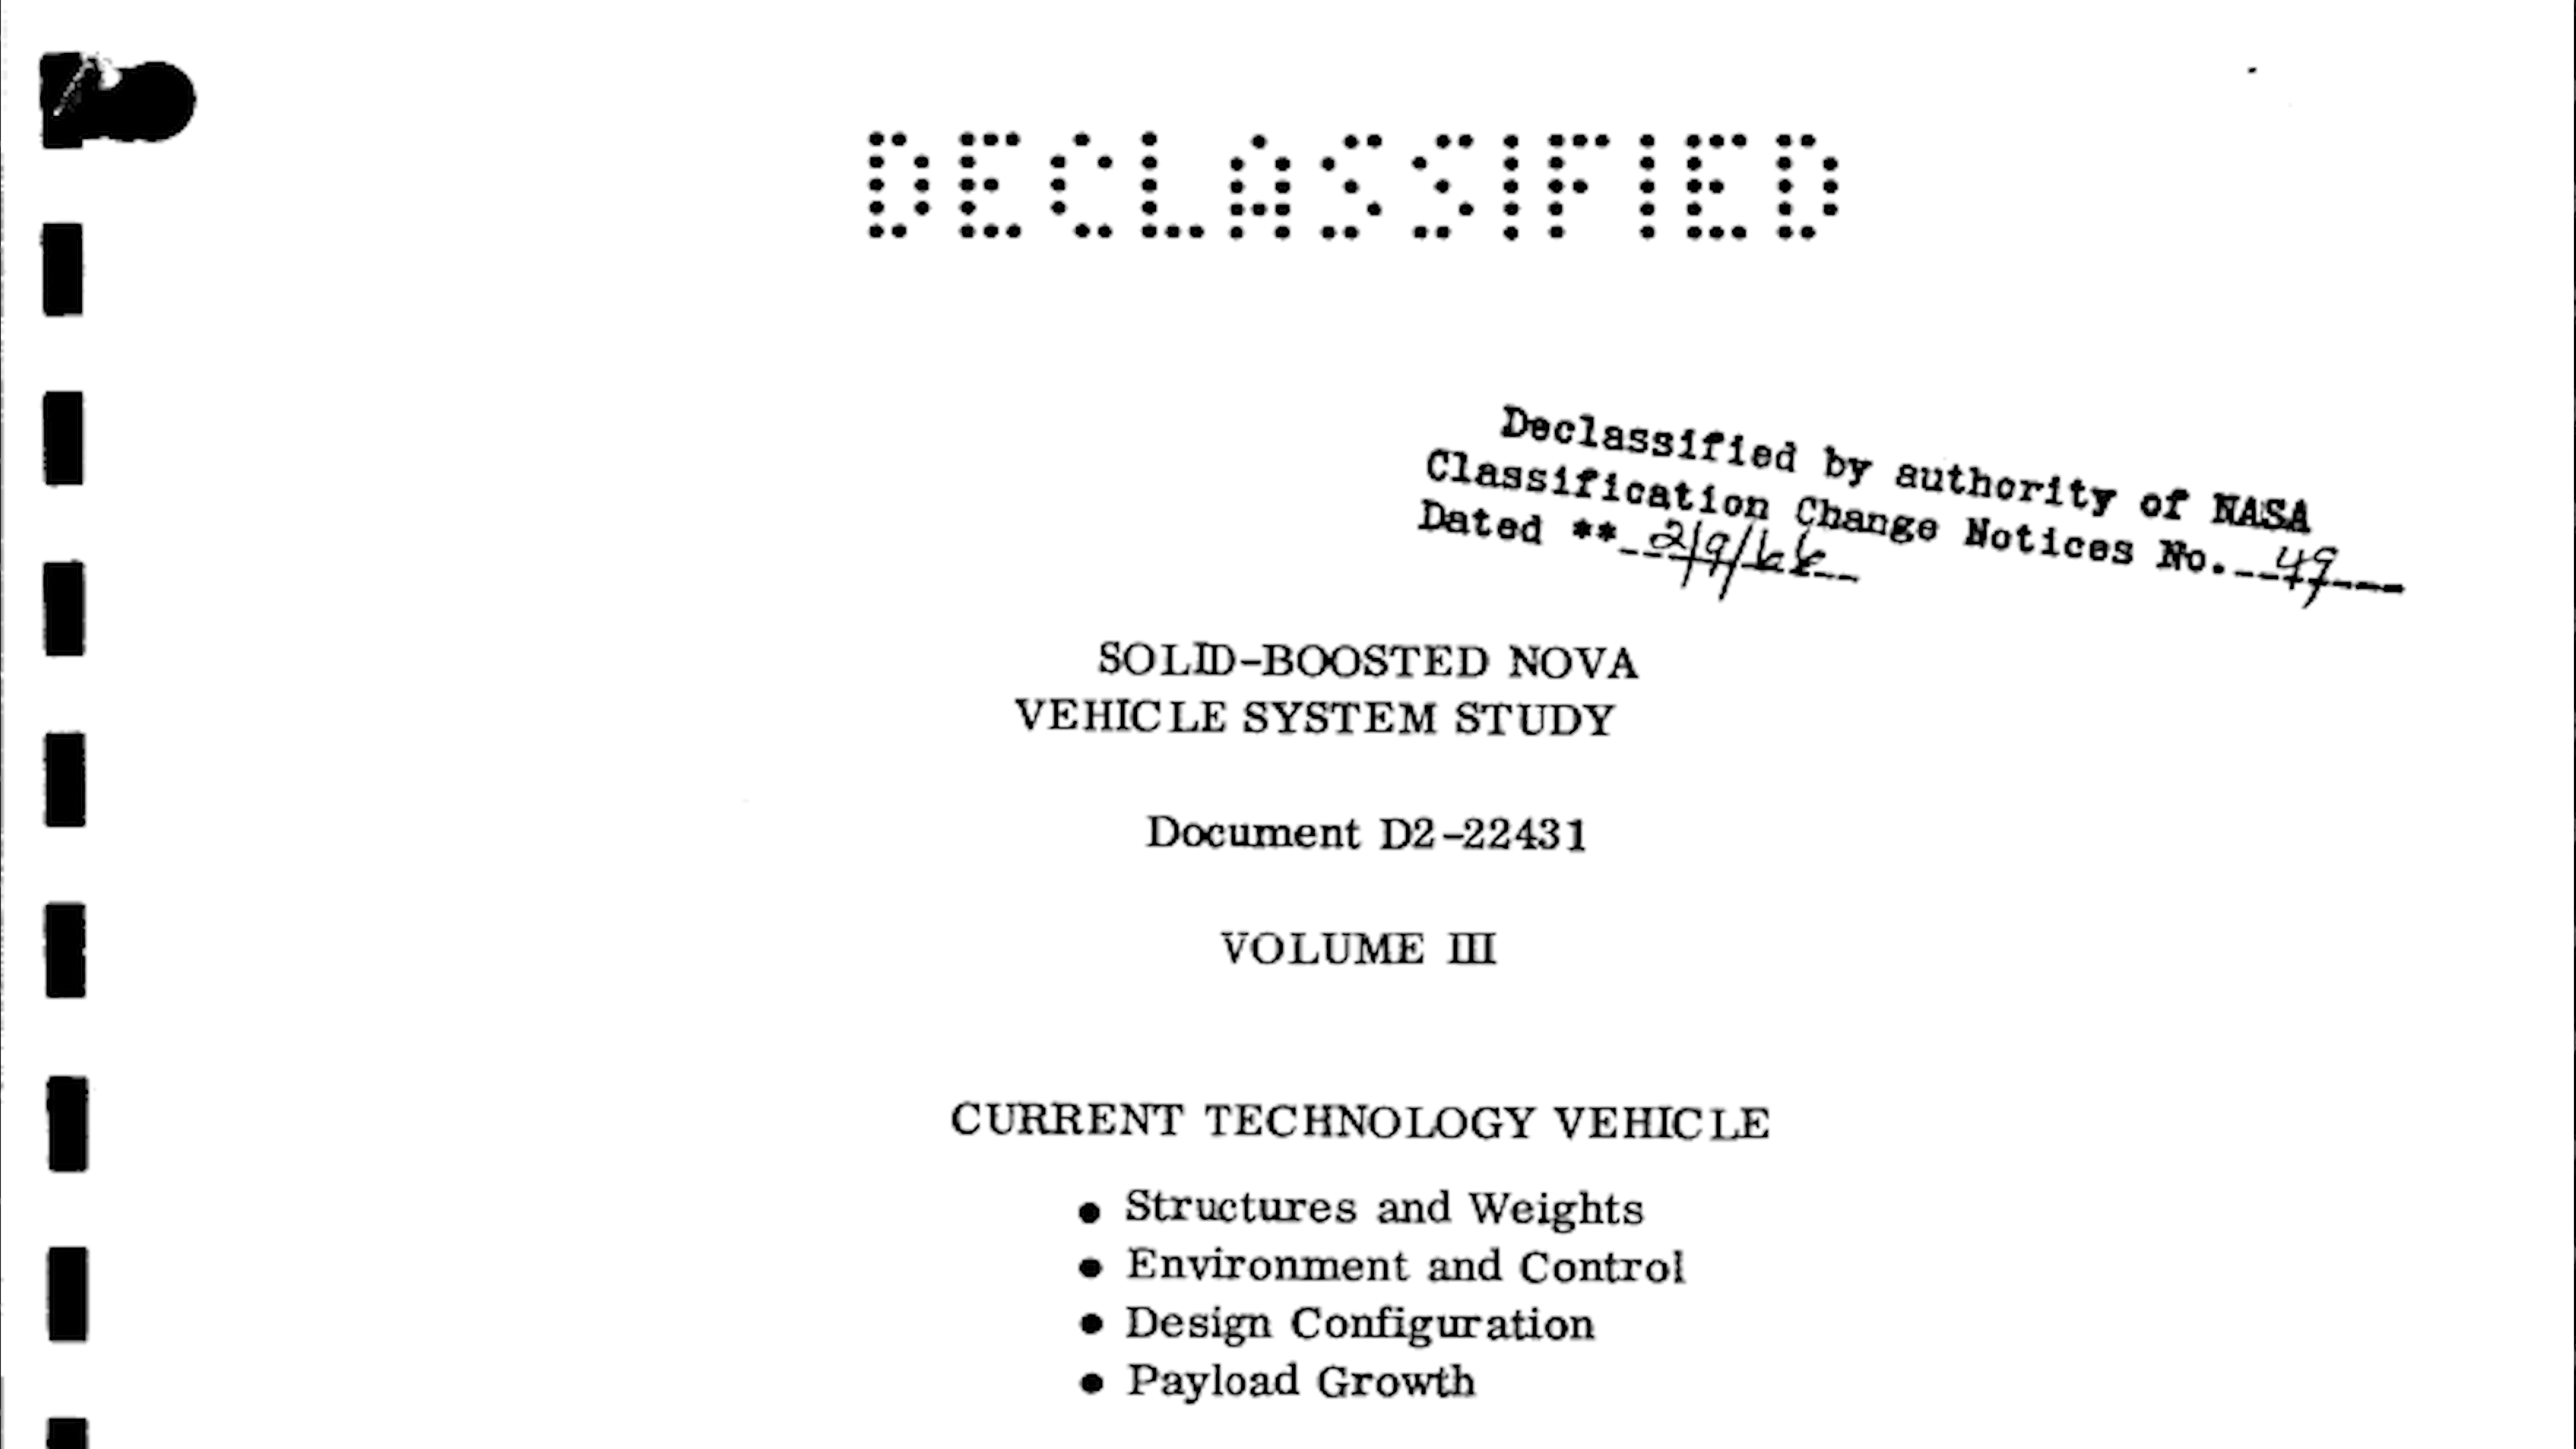 DECLASSIFIED
Declassified by authority of NASA
Classification Change Notices No. 49
Dated ** 2/9/66
SOLID-BOOSTED NOVA
VEHICLE SYSTEM STUDY
Document D2-22431
VOLUME III
CURRENT TECHNOLOGY VEHICLE
• Structures and Weights
• Environment and Control
• Design Configuration
• Payload Growth